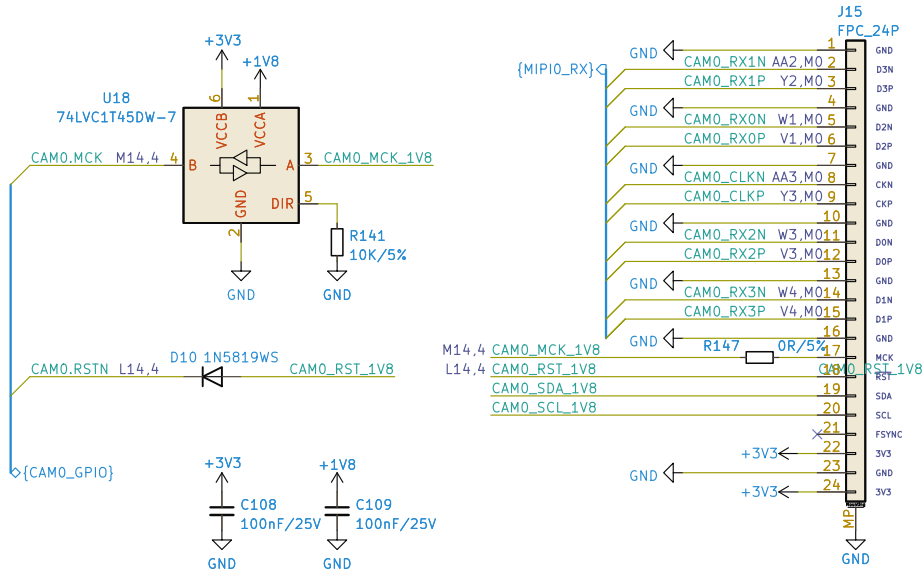 +3V3
+1V8
U18
74LVC1T45DW-7
6
1
VCCB
VCCA
CAM0.MCK M14,4 4
B
A
3 CAM0_MCK_1V8
GND
DIR
5
2
R141
10K/5%
GND
GND
CAM0.RSTN L14,4
D10 1N5819WS
CAM0_RST_1V8
{CAM0_GPIO}
+3V3
C108
100nF/25V
GND
+1V8
C109
100nF/25V
GND
J15
FPC_24P
{MIPI0_RX}
GND 1 GND
CAM0_RX1N AA2,M0 2 D3N
CAM0_RX1P Y2,M0 3 D3P
GND 4 GND
CAM0_RX0N W1,M0 5 D2N
CAM0_RX0P V1,M0 6 D2P
GND 7 GND
CAM0_CLKN AA3,M0 8 CKN
CAM0_CLKP Y3,M0 9 CKP
GND 10 GND
CAM0_RX2N W3,M0 11 D0N
CAM0_RX2P V3,M0 12 D0P
GND 13 GND
CAM0_RX3N W4,M0 14 D1N
CAM0_RX3P V4,M0 15 D1P
GND 16 GND
M14,4 CAM0_MCK_1V8 R147 0R/5% 17 MCK
L14,4 CAM0_RST_1V8 18 CAM0_RST_1V8 RST
CAM0_SDA_1V8 19 SDA
CAM0_SCL_1V8 20 SCL
21 FSYNC
+3V3 22 3V3
GND 23 GND
+3V3 24 3V3
MP
GND